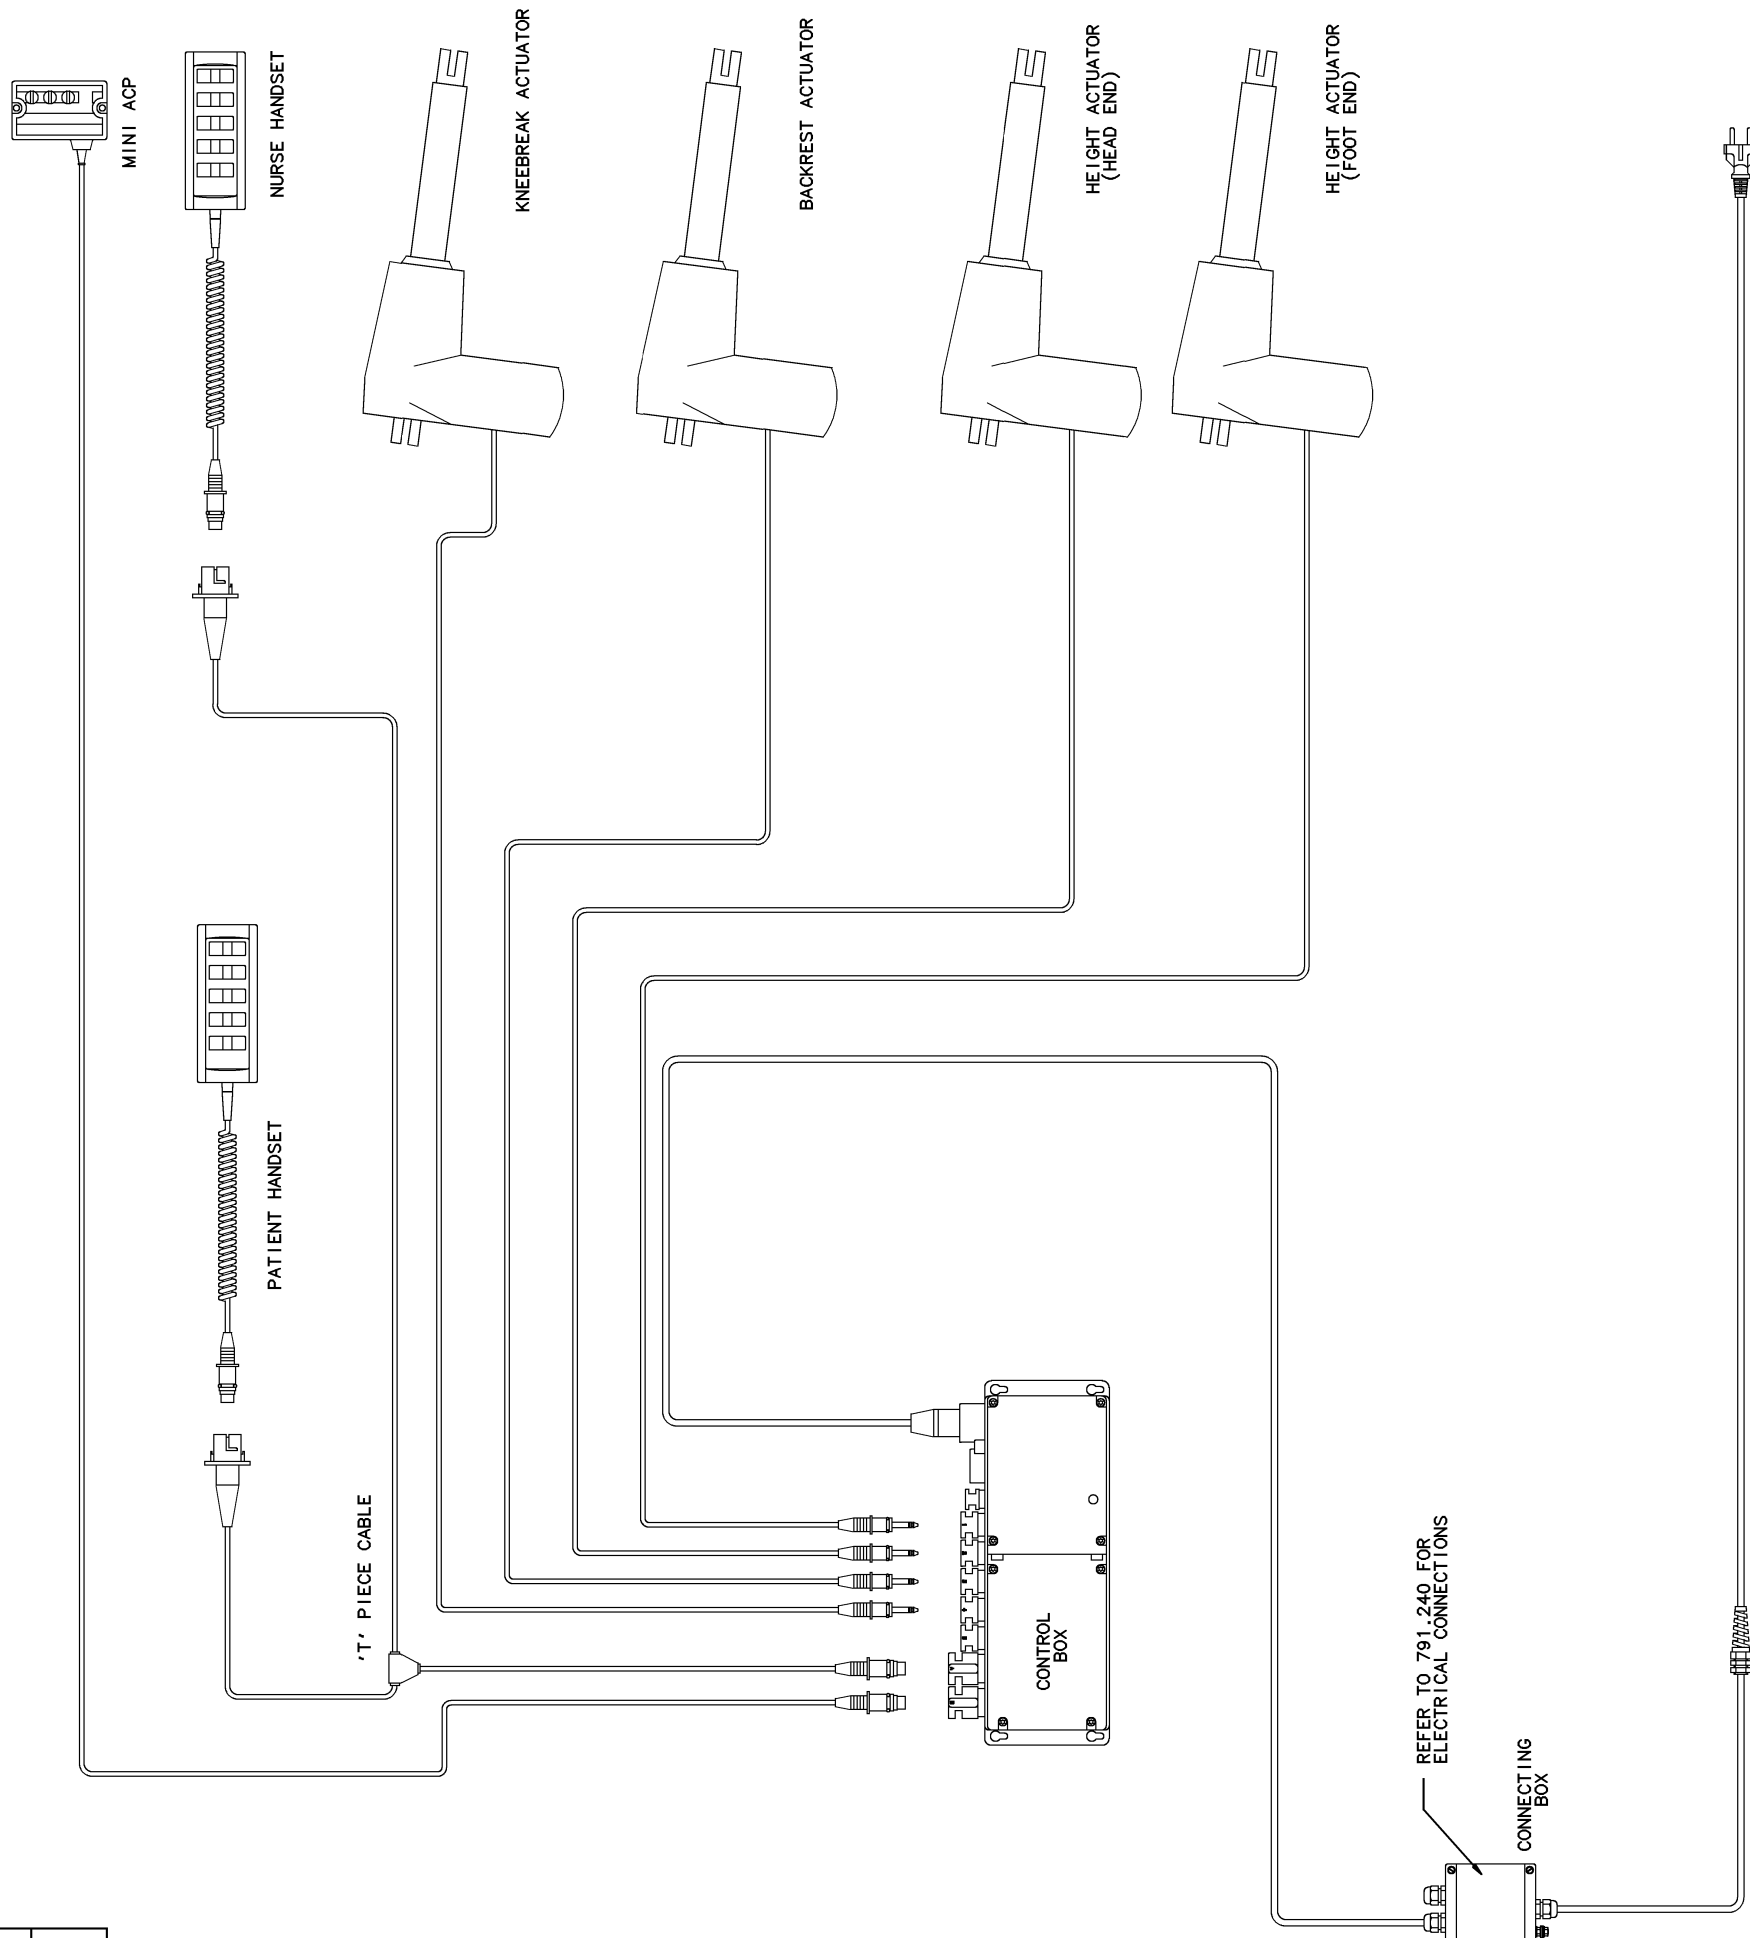 MINI ACP
NURSE HANDSET
KNEEBREAK ACTUATOR
BACKREST ACTUATOR
HEIGHT ACTUATOR
(HEAD END)
HEIGHT ACTUATOR
(FOOT END)
PATIENT HANDSET
'T' PIECE CABLE
CONTROL
BOX
REFER TO 791.240 FOR
ELECTRICAL CONNECTIONS
CONNECTING
BOX